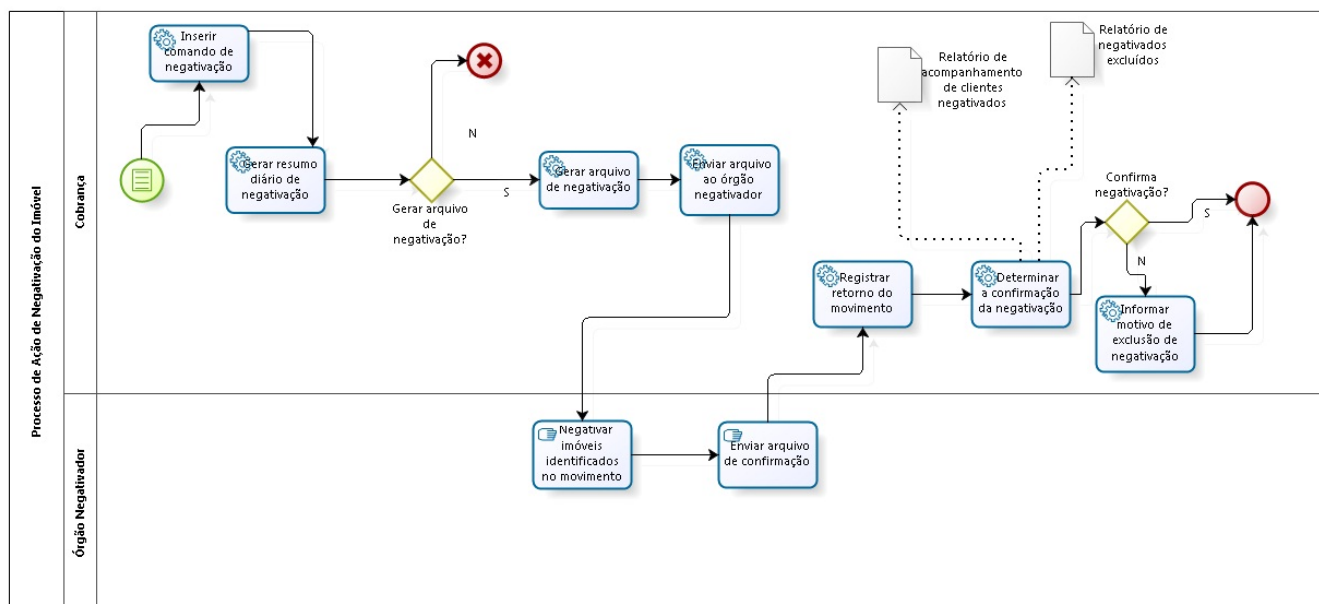 Processo de Ação de Negativação do Imóvel
Cobrança
Inserir
comando de
negativação
Gerar resumo
diário de
negativação
N
Gerar arquivo
de
negativação?
S
Gerar arquivo
de negativação
Enviar arquivo
ao órgão
negativador
Registrar
retorno do
movimento
Relatório de
acompanhamento
de clientes
negativados
Relatório de
negativados
excluídos
Determinar
a confirmação
da negativação
Confirma
negativação?
S
N
Informar
motivo de
exclusão de
negativação
Órgão Negativador
Negativar
imóveis
identificados
no movimento
Enviar arquivo
de confirmação